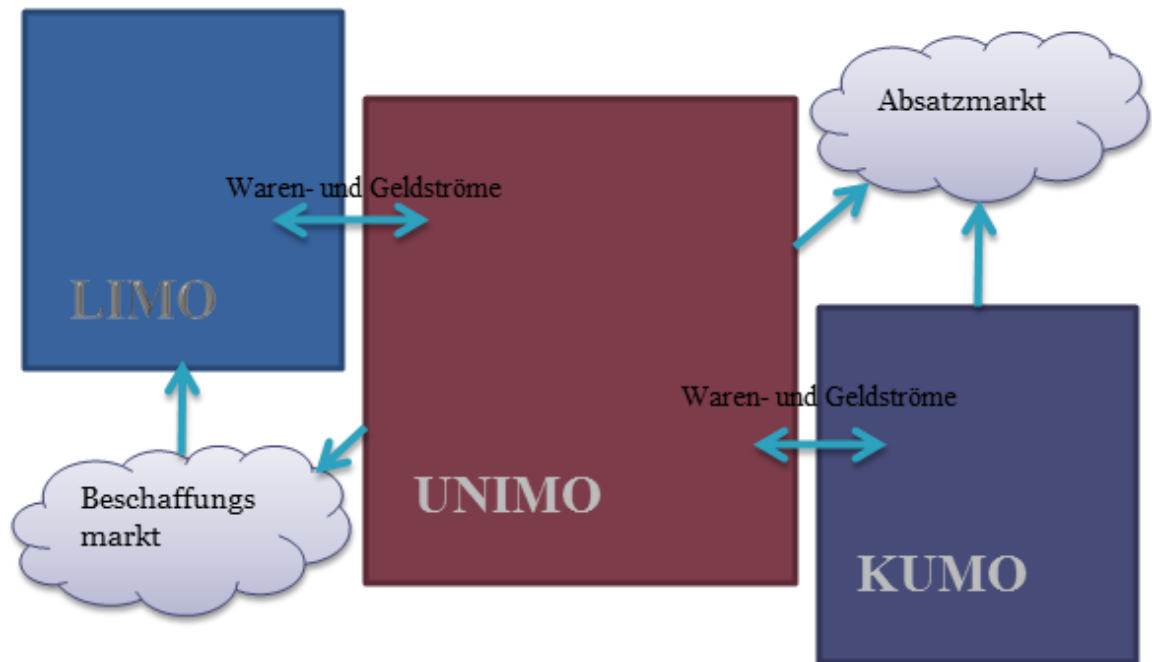 Absatzmarkt
Waren- und Geldströme
LIMO
Waren- und Geldströme
Beschaffungs
markt
UNIMO
KUMO